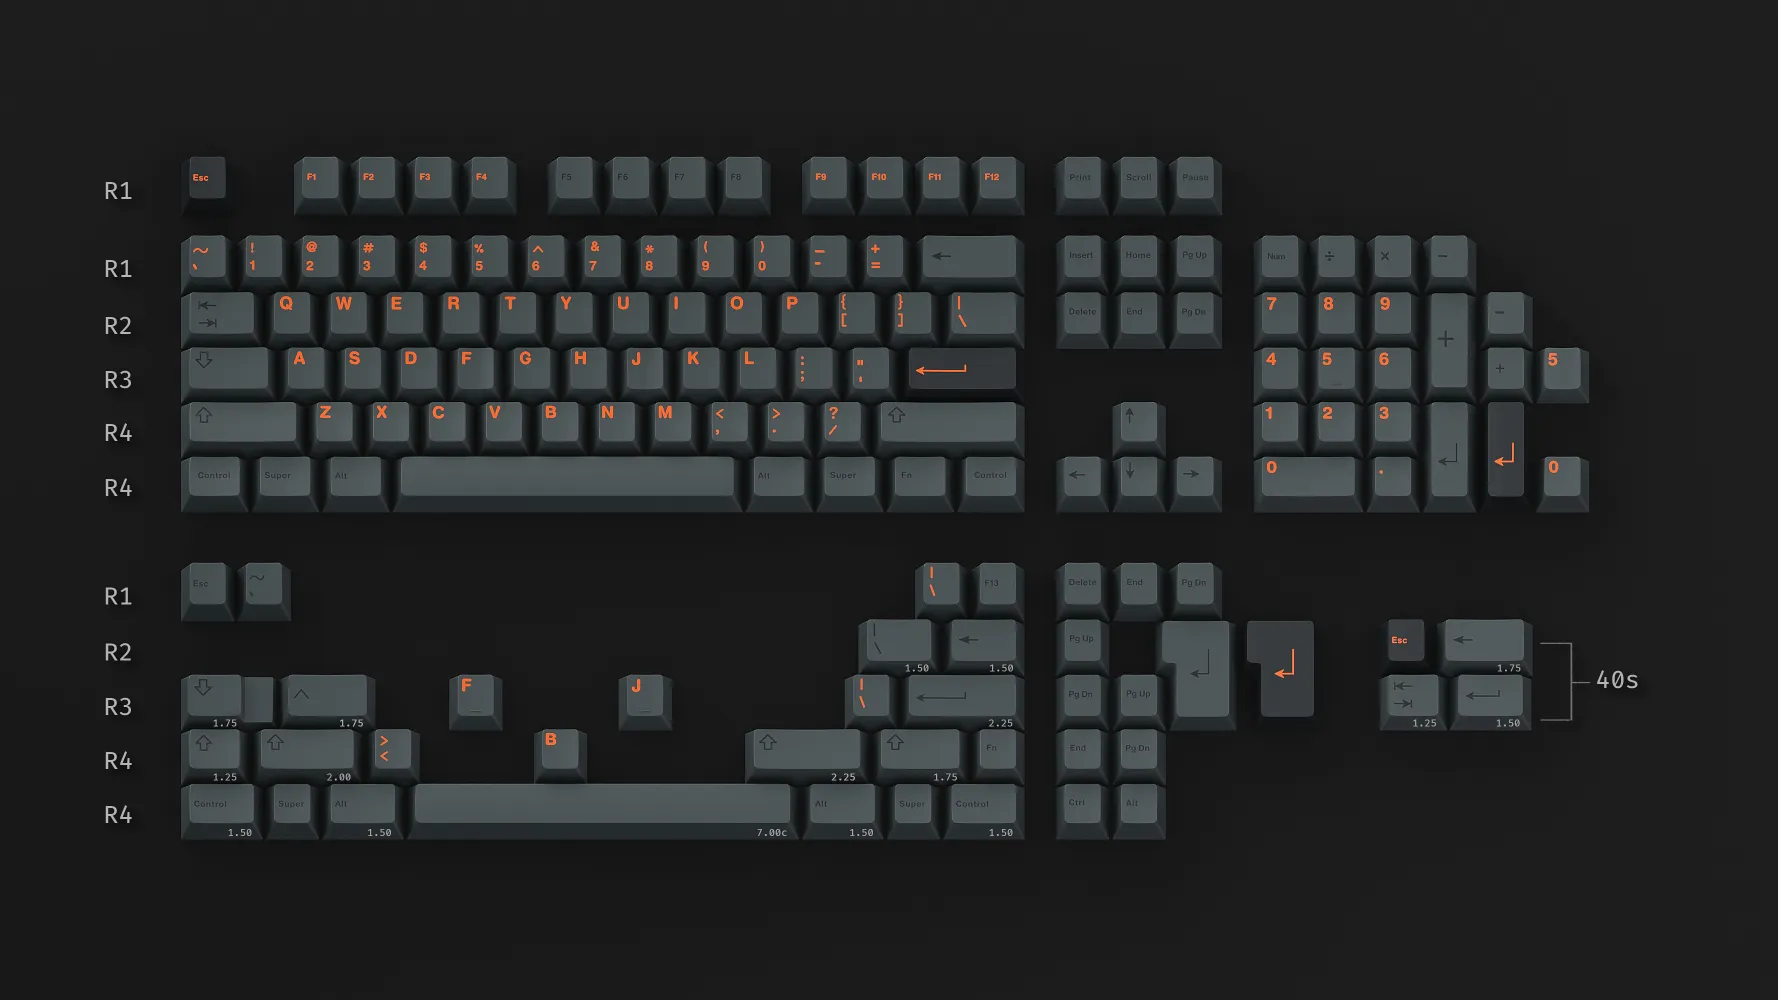 R1 Esc F1 F2 F3 F4 F5 F6 F7 F8 F9 F10 F11 F12 Print Scroll Pause
R1 ~ ` ! 1 @ 2 # 3 $ 4 % 5 ^ 6 & 7 * 8 ( 9 ) 0 _ - + = ← Insert Home Pg Up Num ÷ × −
R2 Q W E R T Y U I O P { [ } ] | \ Delete End Pg Dn 7 8 9 + −
R3 A S D F G H J K L : ; " ' 4 5 6 + 5
R4 Z X C V B N M < , > . ? / ↑ 1 2 3
R4 Control Super Alt Alt Super Fn Control ← ↓ → 0 . 0
R1 Esc ~ ` | \ F13 Delete End Pg Dn
R2 | \ 1.50 ← 1.50 Pg Up Esc ← 1.75
40s
R3 1.75 ^ 1.75 F J | \ 2.25 Pg Dn Pg Up 1.25 1.50
R4 1.25 2.00 > < B 2.25 1.75 Fn End Pg Dn
R4 Control 1.50 Super Alt 1.50 7.00c Alt 1.50 Super Control 1.50 Ctrl Alt